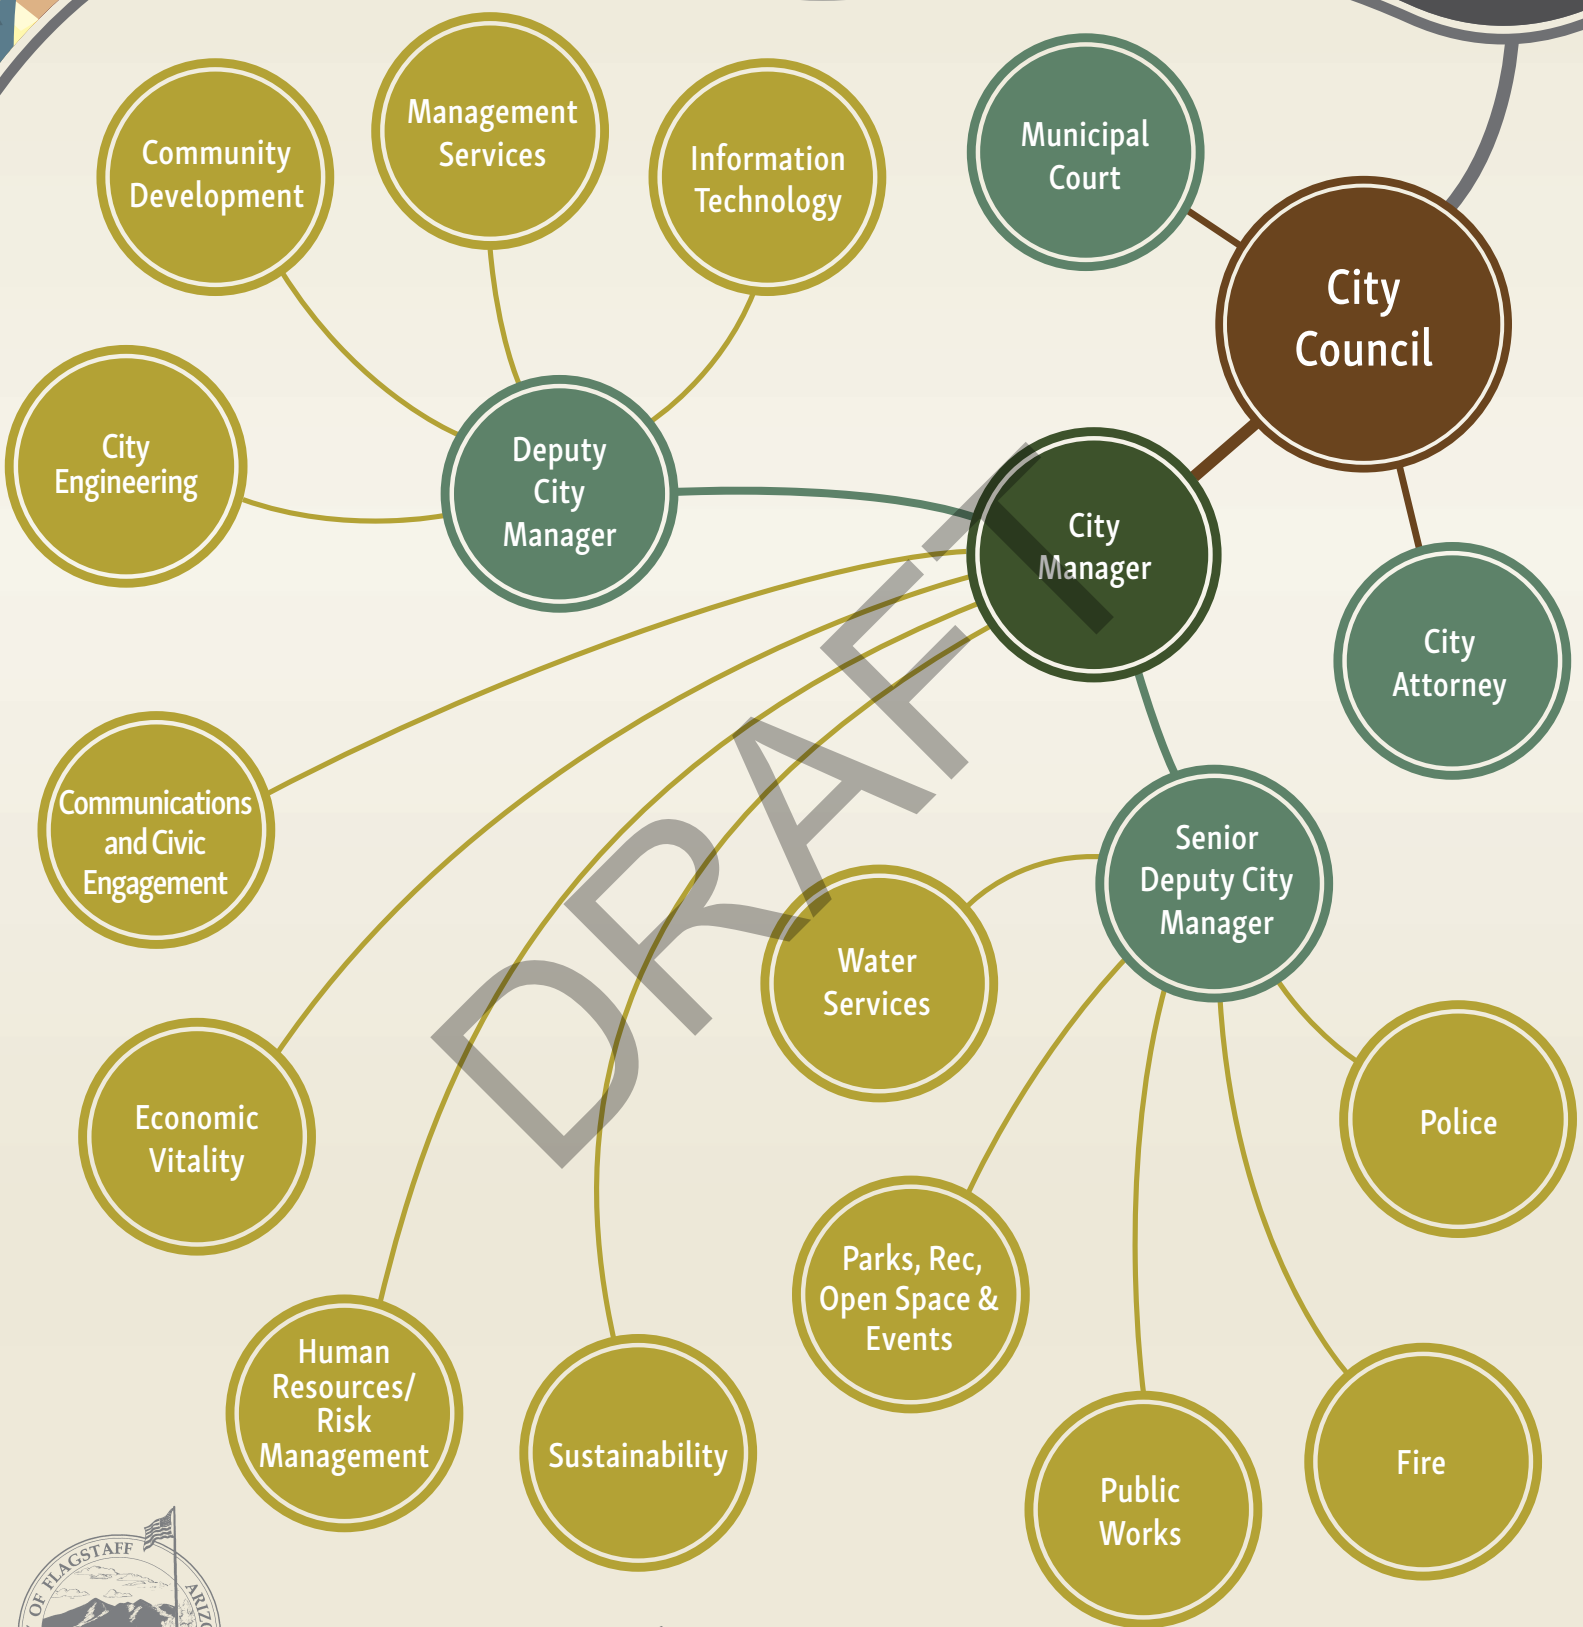 Community
Development
Management
Services
Information
Technology
Municipal
Court
City
Council
City
Engineering
Deputy
City
Manager
City
Manager
City
Attorney
Communications
and Civic
Engagement
Senior
Deputy City
Manager
Water
Services
Economic
Vitality
Police
Parks, Rec,
Open Space &
Events
Human
Resources/
Risk
Management
Sustainability
Public
Works
Fire
DRAFT
OF FLAGSTAFF